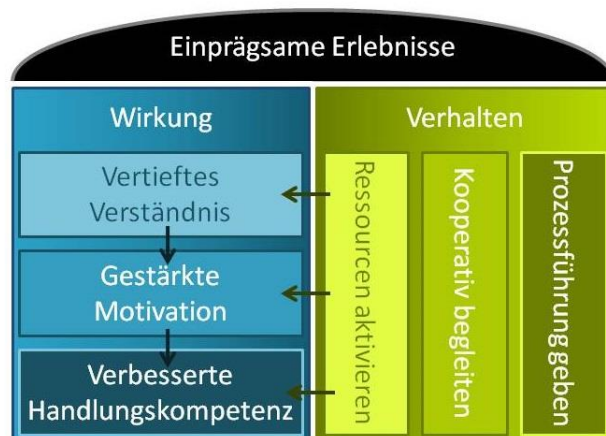 Einprägsame Erlebnisse
Wirkung
Vertieftes
Verständnis
Gestärkte
Motivation
Verbesserte
Handlungskompetenz
Verhalten
Ressourcen aktivieren
Kooperativ begleiten
Prozessführung geben